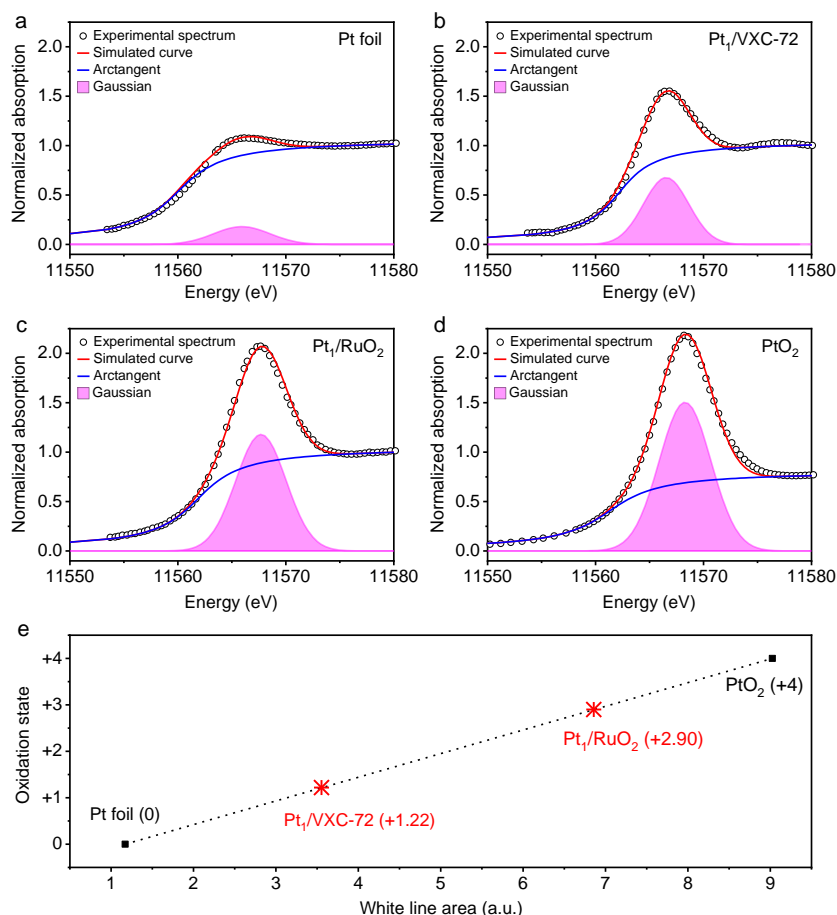 a
Experimental spectrum
Simulated curve
Arctangent
Gaussian
Pt foil
2.0
1.5
1.0
0.5
0.0
Normalized absorption
11550 11560 11570 11580
Energy (eV)
b
Experimental spectrum
Simulated curve
Arctangent
Gaussian
Pt₁/VXC-72
2.0
1.5
1.0
0.5
0.0
Normalized absorption
11550 11560 11570 11580
Energy (eV)
c
Experimental spectrum
Simulated curve
Arctangent
Gaussian
Pt₁/RuO₂
2.0
1.5
1.0
0.5
0.0
Normalized absorption
11550 11560 11570 11580
Energy (eV)
d
Experimental spectrum
Simulated curve
Arctangent
Gaussian
PtO₂
2.0
1.5
1.0
0.5
0.0
Normalized absorption
11550 11560 11570 11580
Energy (eV)
e
+4
+3
+2
+1
0
Oxidation state
PtO₂ (+4)
Pt₁/RuO₂ (+2.90)
Pt₁/VXC-72 (+1.22)
Pt foil (0)
1 2 3 4 5 6 7 8 9
White line area (a.u.)